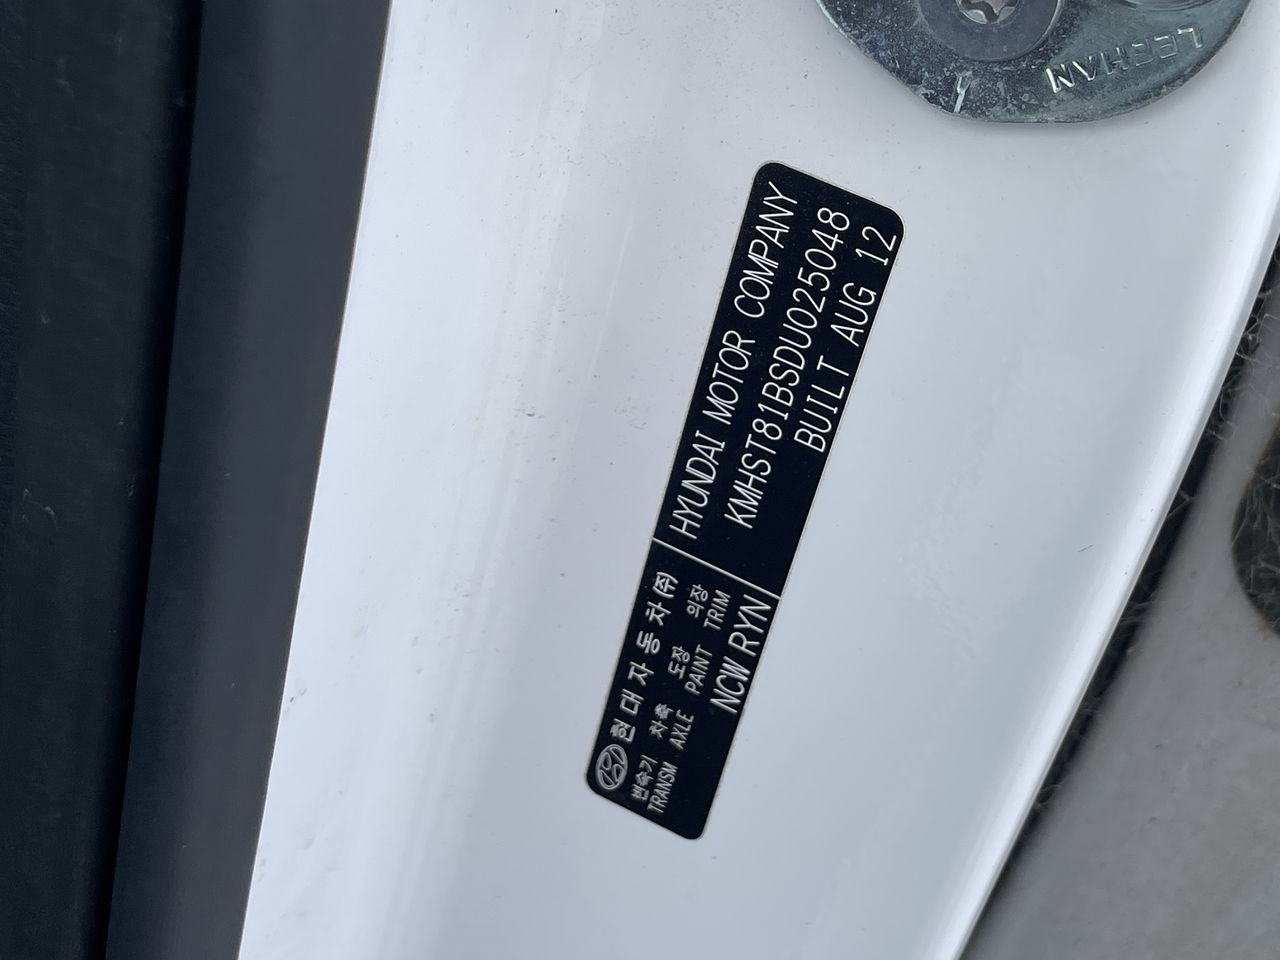 LEEHAN
현대자동차(주)
HYUNDAI MOTOR COMPANY
변속기 차축 도장 의장
TRANSM AXLE PAINT TRIM
KMHST81BSDU025048
NCW RYN
BUILT AUG 12